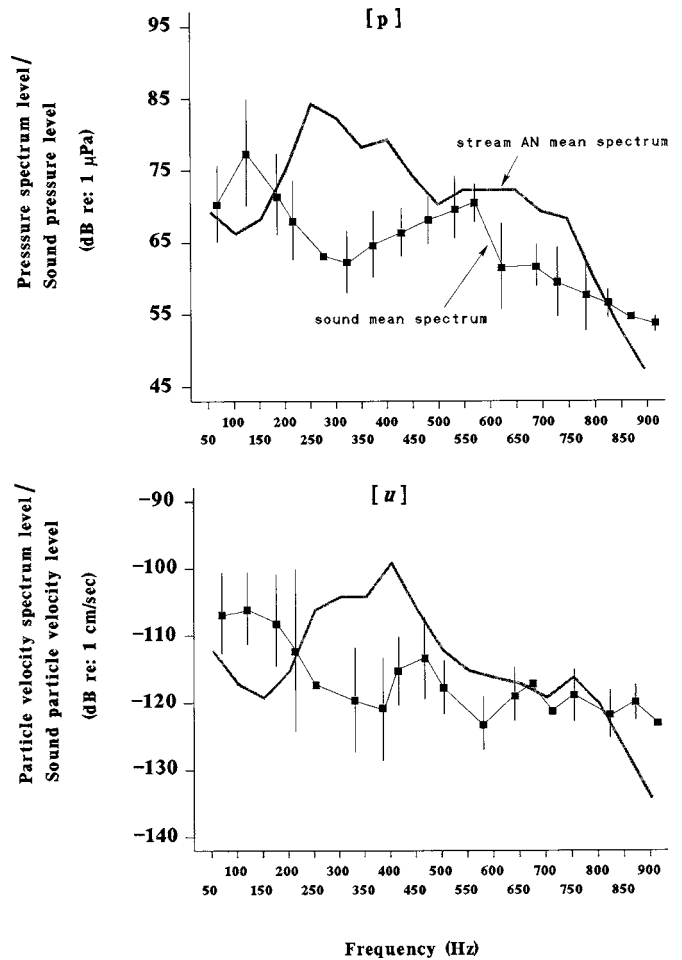 [p]
95
85
75
65
55
45
Presssure spectrum level/
Sound pressure level
(dB re: 1 μPa)
stream AN mean spectrum
sound mean spectrum
100 200 300 400 500 600 700 800 900
50 150 250 350 450 550 650 750 850
[u]
-90
-100
-110
-120
-130
-140
Particle velocity spectrum level/
Sound particle velocity level
(dB re: 1 cm/sec)
100 200 300 400 500 600 700 800 900
50 150 250 350 450 550 650 750 850
Frequency (Hz)